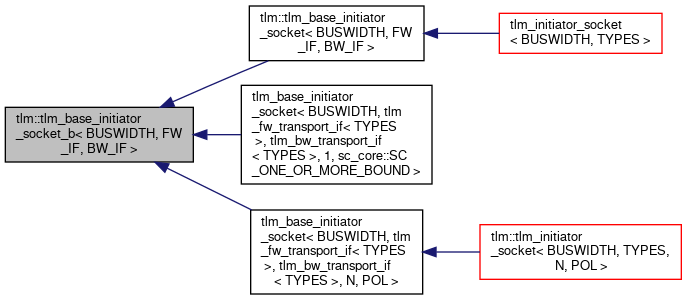 tlm::tlm_base_initiator
_socket< BUSWIDTH, FW
_IF, BW_IF >
tlm_initiator_socket
< BUSWIDTH, TYPES >
tlm::tlm_base_initiator
_socket_b< BUSWIDTH, FW
_IF, BW_IF >
tlm_base_initiator
_socket< BUSWIDTH, tlm
_fw_transport_if< TYPES
>, tlm_bw_transport_if
< TYPES >, 1, sc_core::SC
_ONE_OR_MORE_BOUND >
tlm_base_initiator
_socket< BUSWIDTH, tlm
_fw_transport_if< TYPES
>, tlm_bw_transport_if
< TYPES >, N, POL >
tlm::tlm_initiator
_socket< BUSWIDTH, TYPES,
N, POL >